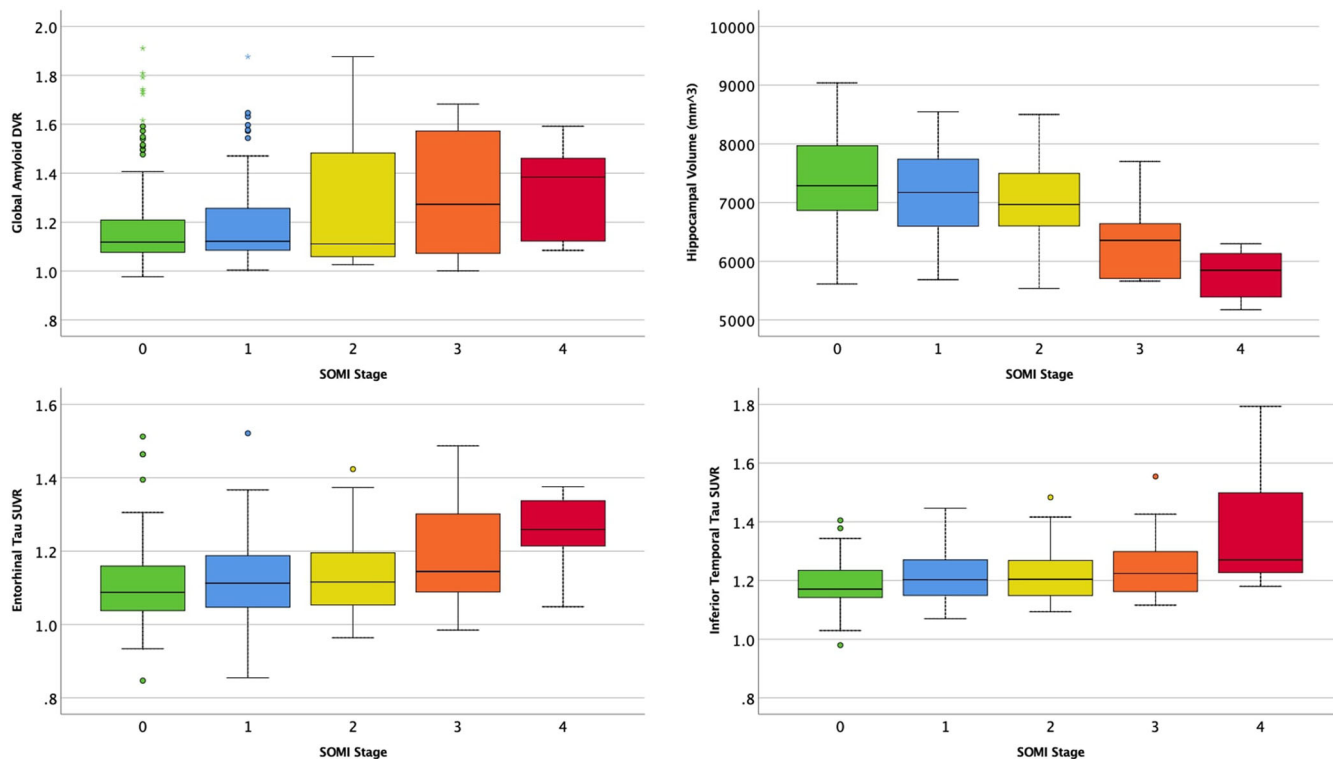 Global Amyloid DVR
2.0
1.8
1.6
1.4
1.2
1.0
.8
0 1 2 3 4
SOMI Stage
Hippocampal Volume (mm^3)
10000
9000
8000
7000
6000
5000
0 1 2 3 4
SOMI Stage
Entorhinal Tau SUVR
1.6
1.4
1.2
1.0
.8
0 1 2 3 4
SOMI Stage
Inferior Temporal Tau SUVR
1.8
1.6
1.4
1.2
1.0
.8
0 1 2 3 4
SOMI Stage